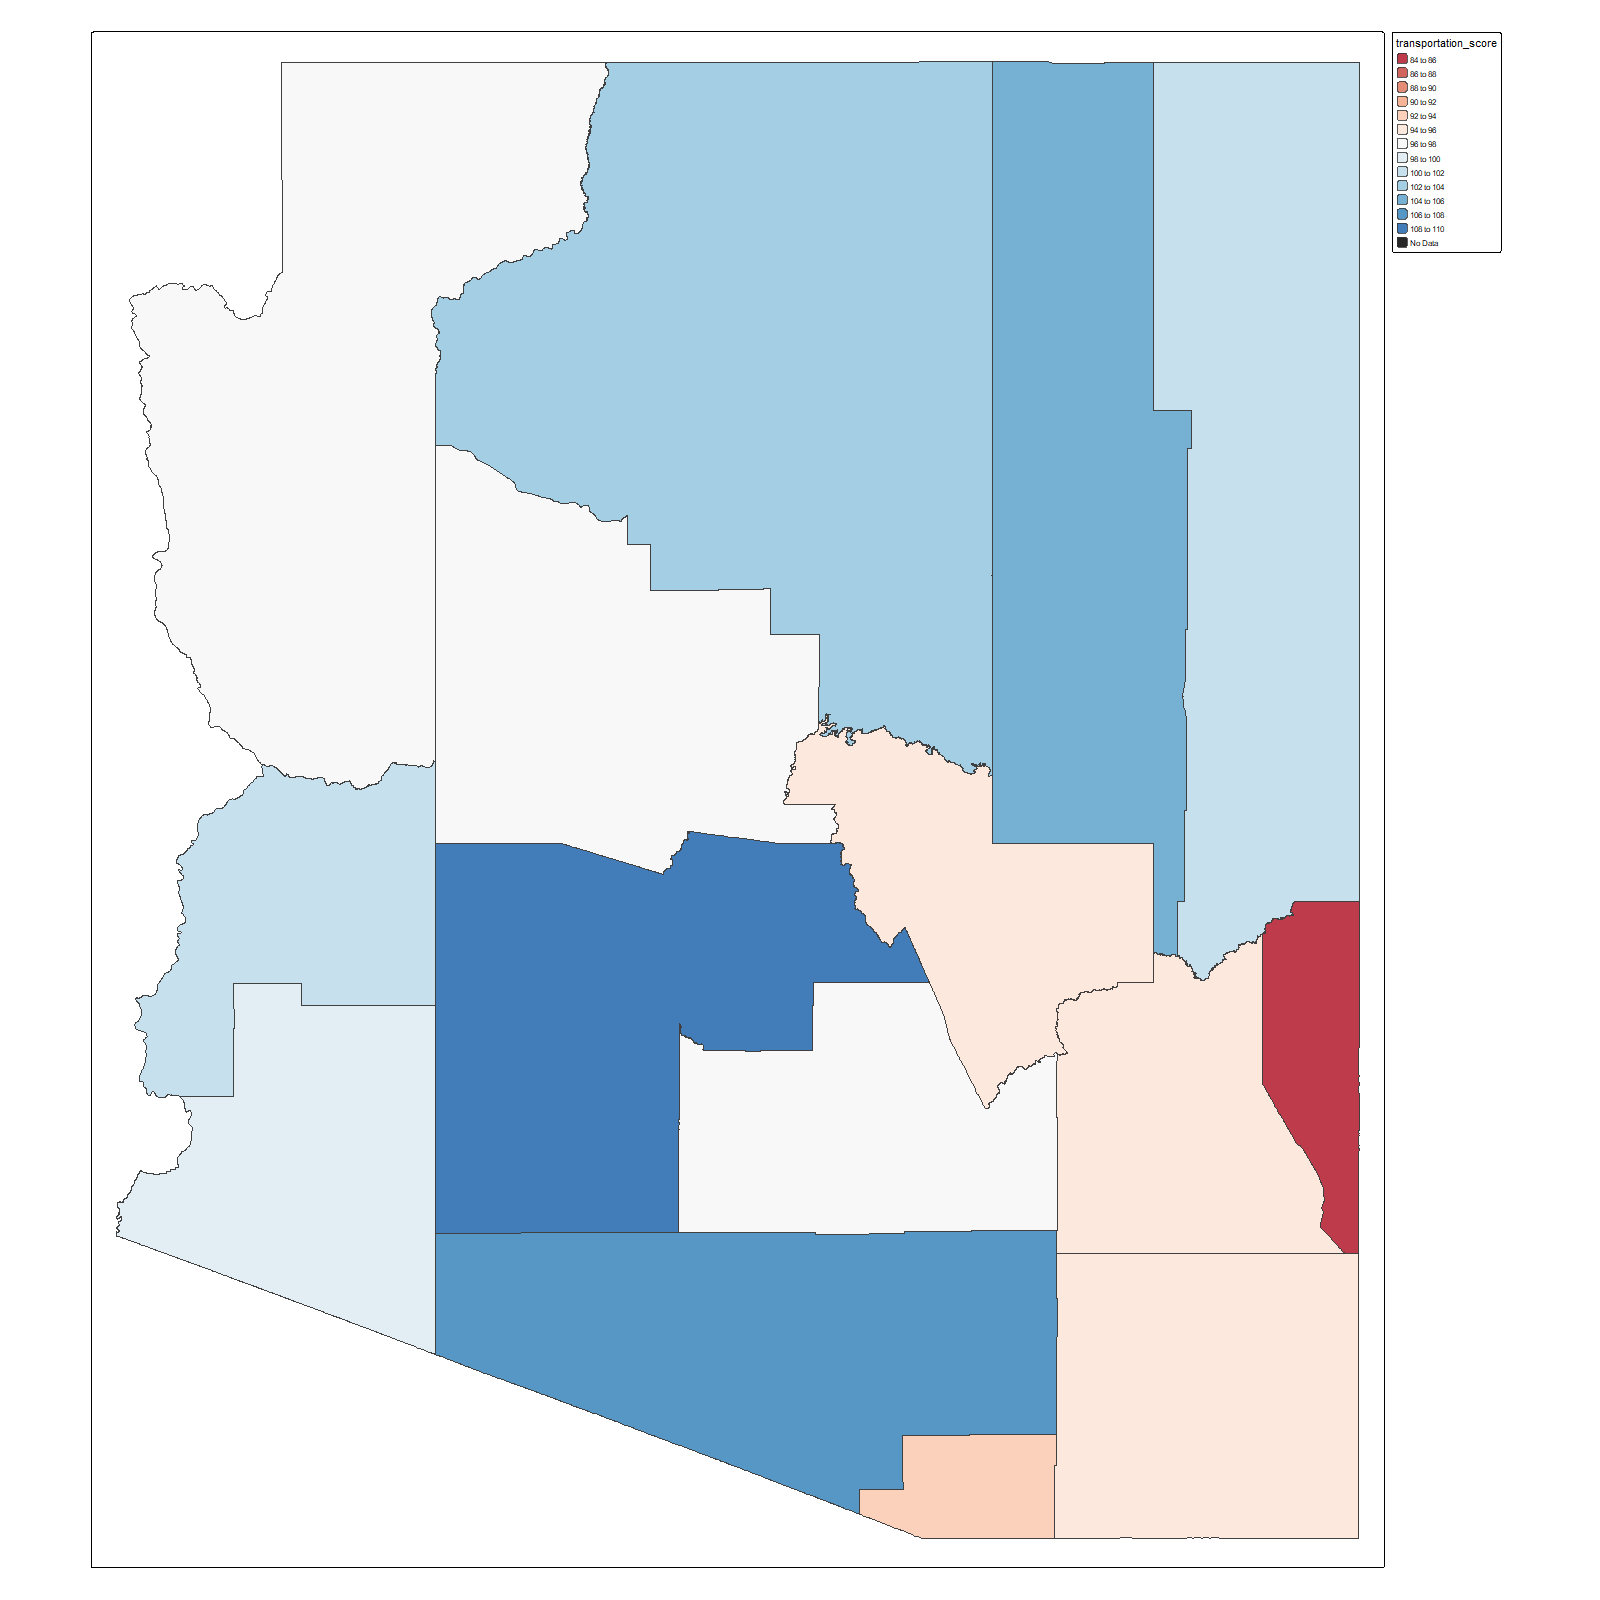 transportation_score
84 to 86
86 to 88
88 to 90
90 to 92
92 to 94
94 to 96
96 to 98
98 to 100
100 to 102
102 to 104
104 to 106
106 to 108
108 to 110
No Data